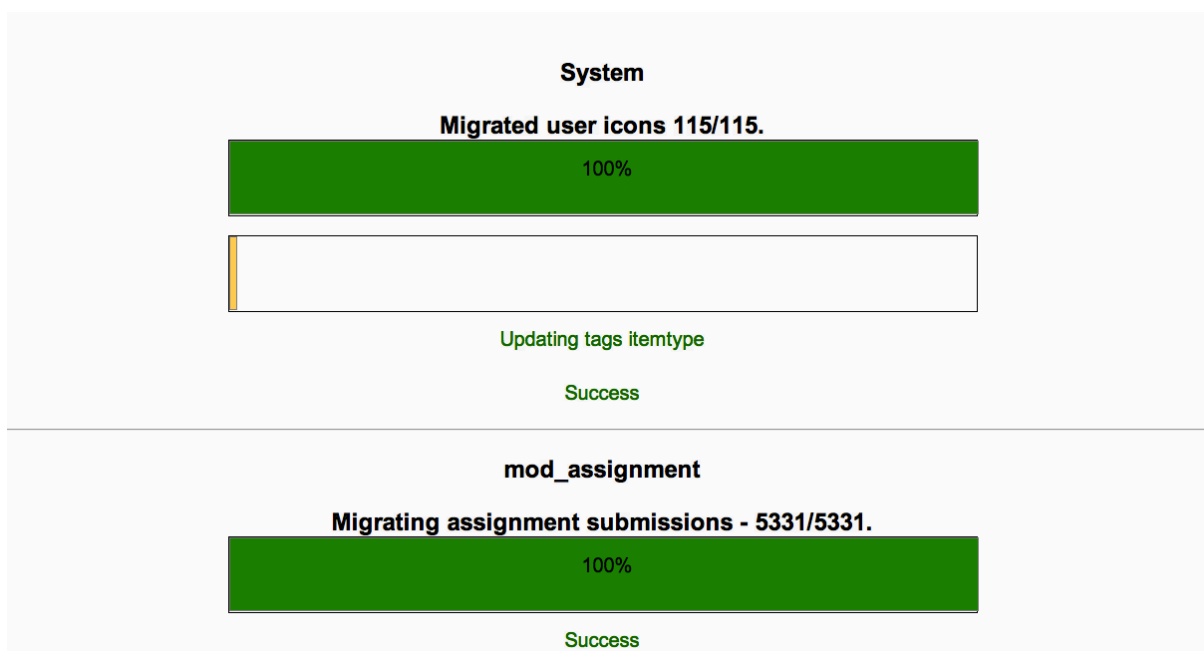 System
Migrated user icons 115/115.
100%
Updating tags itemtype
Success
mod_assignment
Migrating assignment submissions - 5331/5331.
100%
Success